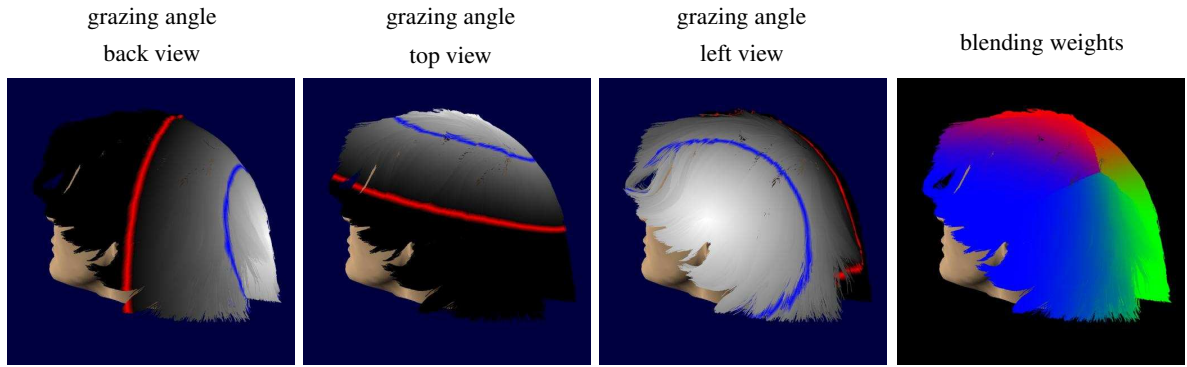 grazing angle
back view
grazing angle
top view
grazing angle
left view
blending weights